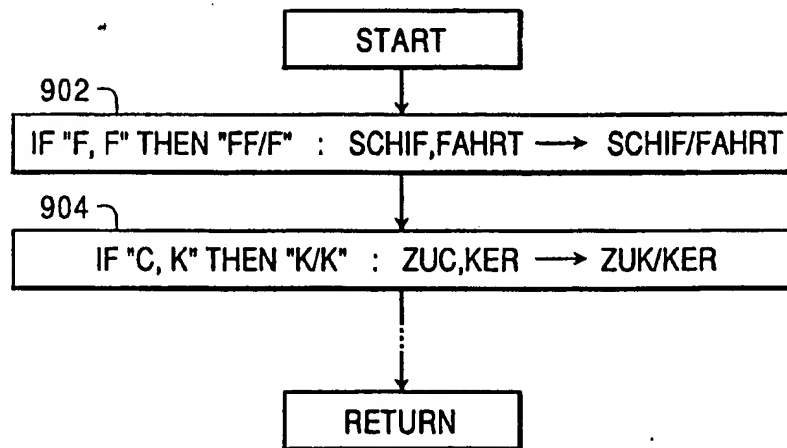 START
902
IF "F, F" THEN "FF/F" : SCHIF,FAHRT → SCHIF/FAHRT
904
IF "C, K" THEN "K/K" : ZUC,KER → ZUK/KER
RETURN